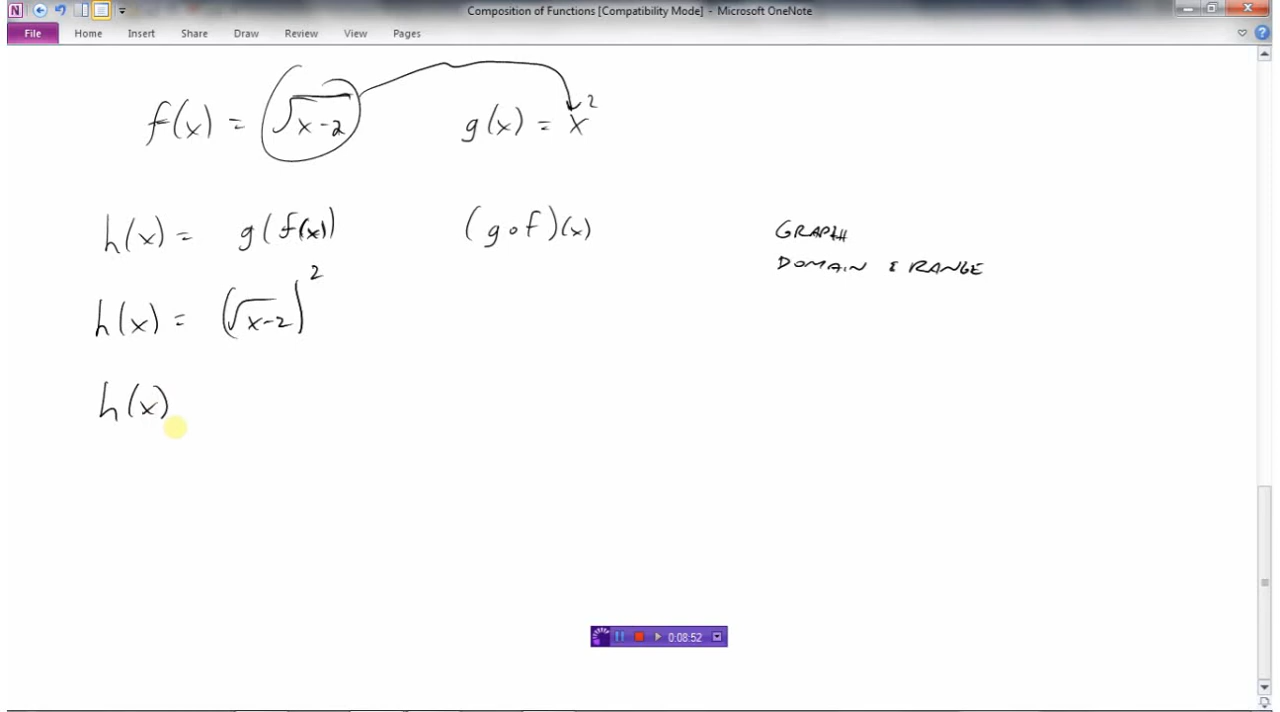 Composition of Functions [Compatibility Mode] - Microsoft OneNote
File Home Insert Share Draw Review View Pages
f(x) = √x-2 g(x) = x²
h(x) = g(f(x)) (g∘f)(x) GRAPH
DOMAIN & RANGE
h(x) = (√x-2)²
h(x)
0:08:52